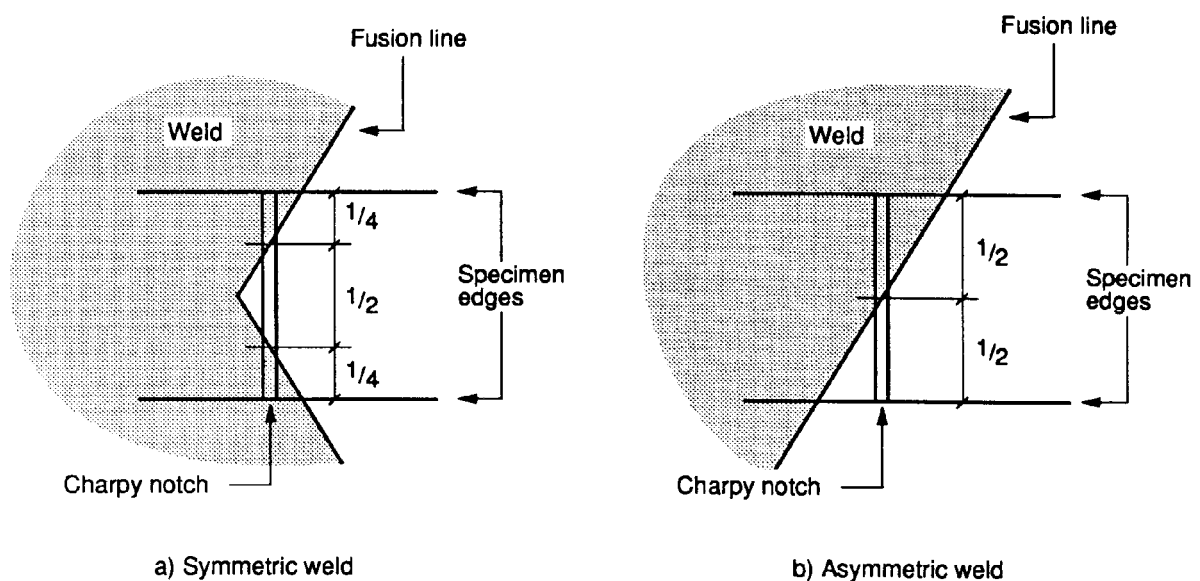 Fusion line
Weld
1/4
1/2
1/4
Specimen
edges
Charpy notch
a) Symmetric weld
Fusion line
Weld
1/2
1/2
Specimen
edges
Charpy notch
b) Asymmetric weld